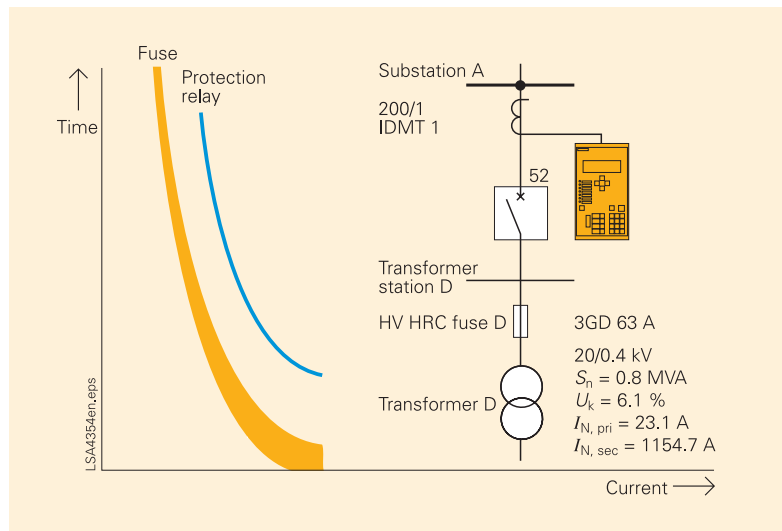 Fuse
Protection
relay
Time
LSA4354en.eps
Substation A
200/1
IDMT 1
52
Transformer
station D
HV HRC fuse D
3GD 63 A
Transformer D
20/0.4 kV
Sn = 0.8 MVA
Uk = 6.1 %
IN, pri = 23.1 A
IN, sec = 1154.7 A
Current